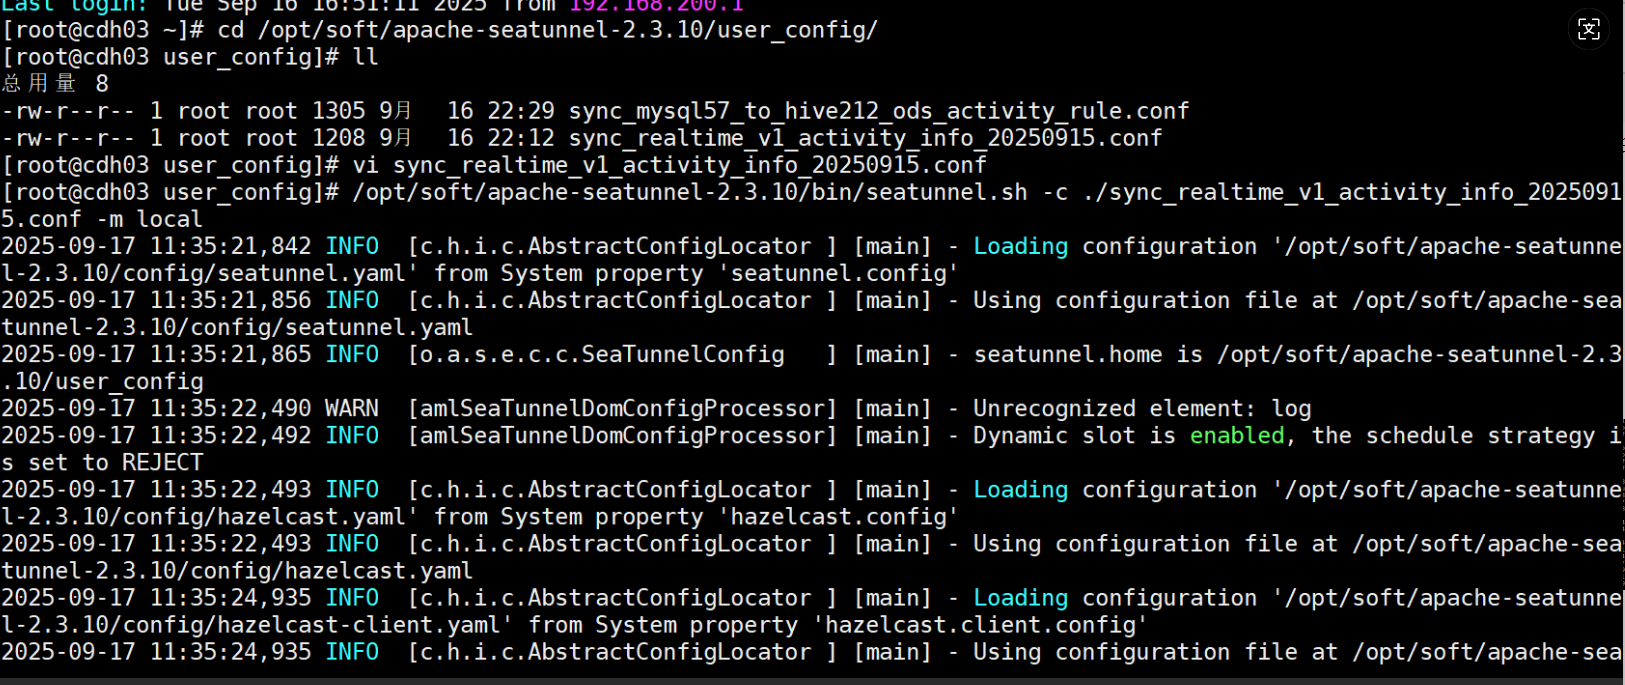 Last login: Tue Sep 16 16:51:11 2025 from 192.168.200.1
[root@cdh03 ~]# cd /opt/soft/apache-seatunnel-2.3.10/user_config/
[root@cdh03 user_config]# ll
总用量 8
-rw-r--r-- 1 root root 1305 9月  16 22:29 sync_mysql57_to_hive212_ods_activity_rule.conf
-rw-r--r-- 1 root root 1208 9月  16 22:12 sync_realtime_v1_activity_info_20250915.conf
[root@cdh03 user_config]# vi sync_realtime_v1_activity_info_20250915.conf
[root@cdh03 user_config]# /opt/soft/apache-seatunnel-2.3.10/bin/seatunnel.sh -c ./sync_realtime_v1_activity_info_2025091
5.conf -m local
2025-09-17 11:35:21,842 INFO  [c.h.i.c.AbstractConfigLocator ] [main] - Loading configuration '/opt/soft/apache-seatunne
l-2.3.10/config/seatunnel.yaml' from System property 'seatunnel.config'
2025-09-17 11:35:21,856 INFO  [c.h.i.c.AbstractConfigLocator ] [main] - Using configuration file at /opt/soft/apache-sea
tunnel-2.3.10/config/seatunnel.yaml
2025-09-17 11:35:21,865 INFO  [o.a.s.e.c.c.SeaTunnelConfig   ] [main] - seatunnel.home is /opt/soft/apache-seatunnel-2.3
.10/user_config
2025-09-17 11:35:22,490 WARN  [amlSeaTunnelDomConfigProcessor] [main] - Unrecognized element: log
2025-09-17 11:35:22,492 INFO  [amlSeaTunnelDomConfigProcessor] [main] - Dynamic slot is enabled, the schedule strategy i
s set to REJECT
2025-09-17 11:35:22,493 INFO  [c.h.i.c.AbstractConfigLocator ] [main] - Loading configuration '/opt/soft/apache-seatunne
l-2.3.10/config/hazelcast.yaml' from System property 'hazelcast.config'
2025-09-17 11:35:22,493 INFO  [c.h.i.c.AbstractConfigLocator ] [main] - Using configuration file at /opt/soft/apache-sea
tunnel-2.3.10/config/hazelcast.yaml
2025-09-17 11:35:24,935 INFO  [c.h.i.c.AbstractConfigLocator ] [main] - Loading configuration '/opt/soft/apache-seatunne
l-2.3.10/config/hazelcast-client.yaml' from System property 'hazelcast.client.config'
2025-09-17 11:35:24,935 INFO  [c.h.i.c.AbstractConfigLocator ] [main] - Using configuration file at /opt/soft/apache-sea